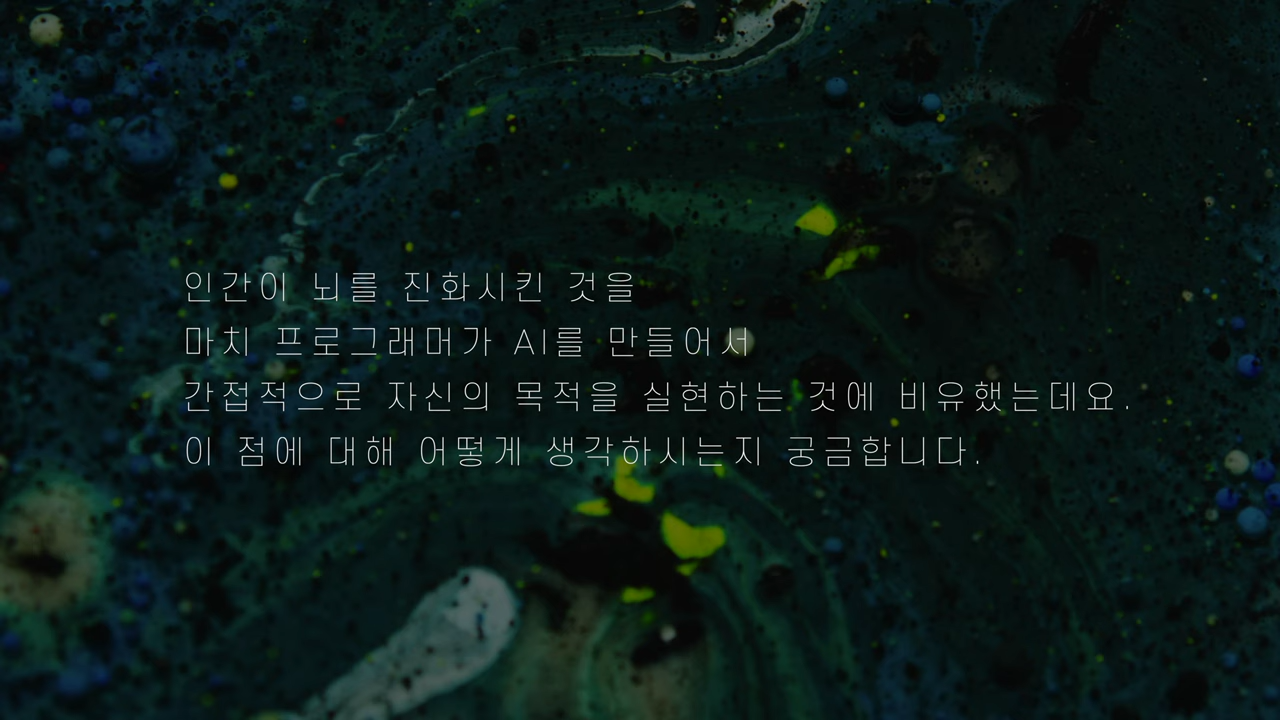 인간이 뇌를 진화시킨 것을
마치 프로그래머가 AI를 만들어서
간접적으로 자신의 목적을 실현하는 것에 비유했는데요.
이 점에 대해 어떻게 생각하시는지 궁금합니다.